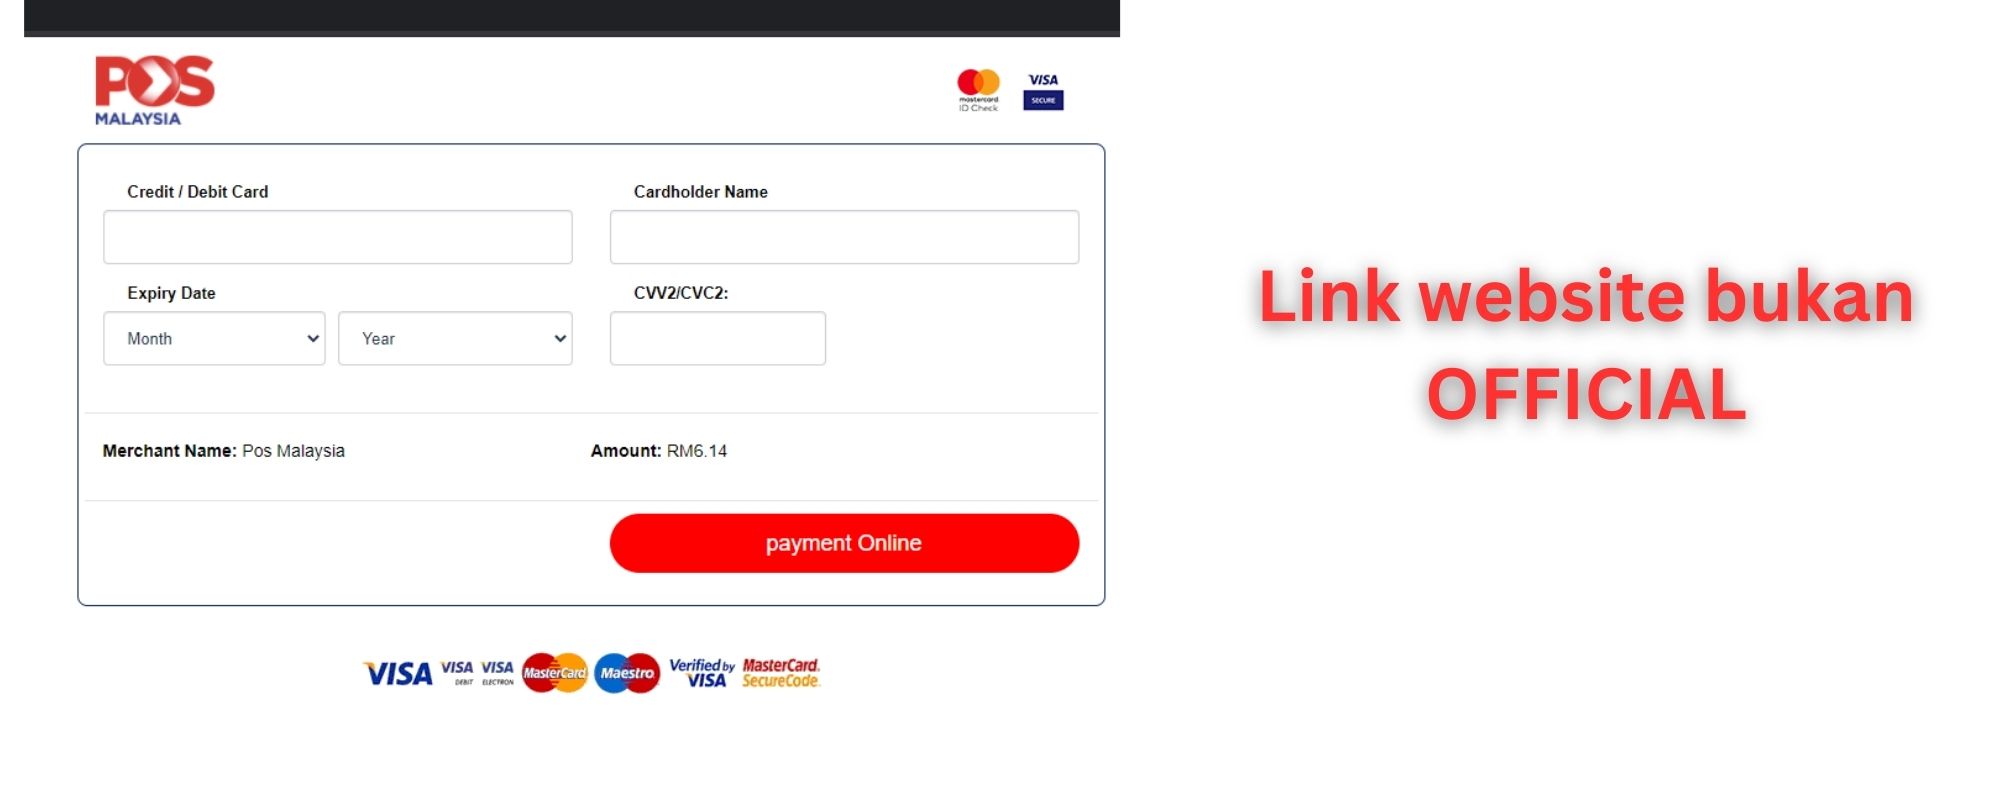 POS
MALAYSIA
mastercard
ID Check
VISA
SECURE
Credit / Debit Card
Cardholder Name
Expiry Date
CVV2/CVC2:
Month
Year
Merchant Name: Pos Malaysia
Amount: RM6.14
payment Online
VISA
VISA
DEBIT
VISA
ELECTRON
MasterCard
Maestro
Verified by
VISA
MasterCard.
SecureCode.
Link website bukan
OFFICIAL